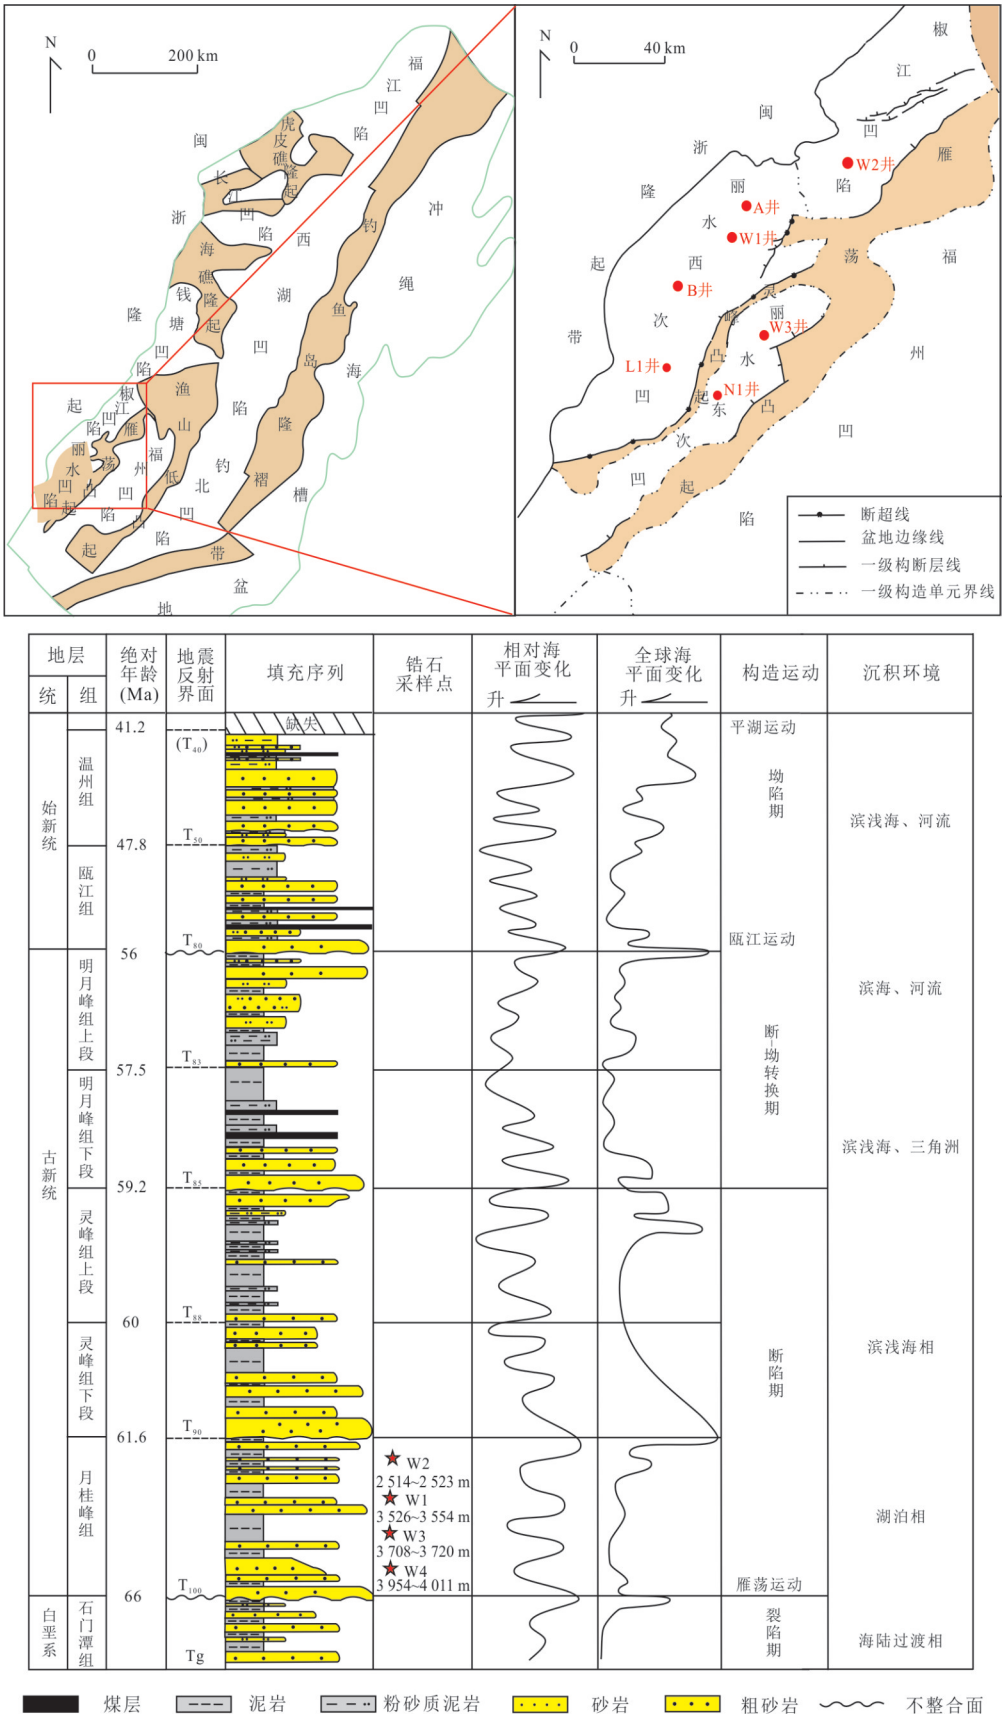 N
0 200 km
福江凹陷
闽浙隆起带
虎皮礁隆起
长江凹陷
海礁隆起
钱塘凹陷
西湖凹陷
钓鱼岛隆褶带
冲绳海槽盆地
渔山低凸起
椒江凹陷
雁荡凸起
丽水凹陷
福州凹陷
钓北凹陷
N
0 40 km
椒江凹陷
闽浙隆起带
丽水西次凹
灵峰凸起
丽水东次凹
雁荡凸起
福州凹陷
W2井
A井
W1井
B井
W3井
L1井
N1井
断超线
盆地边缘线
一级构断层线
一级构造单元界线
地层
统 组
绝对年龄(Ma)
地震反射界面
填充序列
锆石采样点
相对海平面变化
升
全球海平面变化
升
构造运动
沉积环境
缺失
41.2
(T40)
平湖运动
始新统
温州组
坳陷期
滨浅海、河流
T50
47.8
瓯江组
T80
瓯江运动
56
古新统
明月峰组上段
滨海、河流
T83
57.5
断-坳转换期
明月峰组下段
滨浅海、三角洲
T85
59.2
灵峰组上段
T88
60
滨浅海相
灵峰组下段
断陷期
T90
61.6
月桂峰组
W2
2 514~2 523 m
W1
3 526~3 554 m
W3
3 708~3 720 m
W4
3 954~4 011 m
湖泊相
T100
雁荡运动
66
白垩系
石门潭组
裂陷期
海陆过渡相
Tg
煤层
泥岩
粉砂质泥岩
砂岩
粗砂岩
不整合面